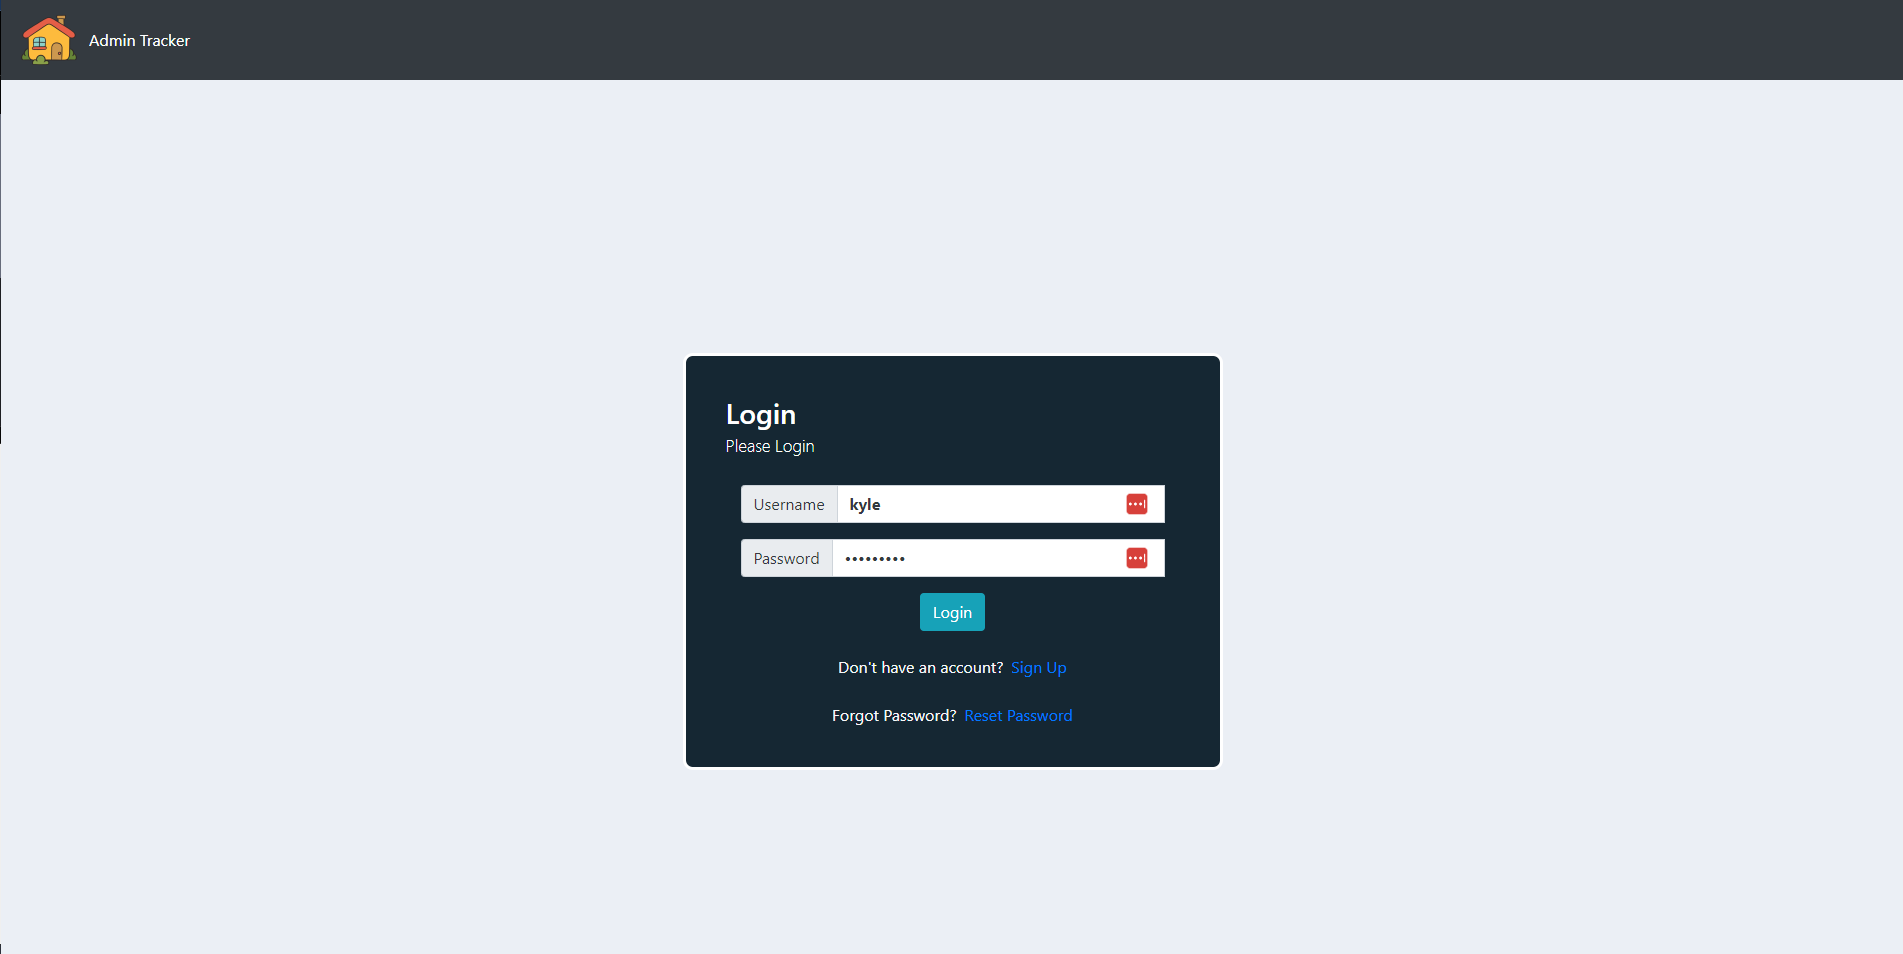 Admin Tracker
Login
Please Login
Username kyle
Password •••••••••
Login
Don't have an account? Sign Up
Forgot Password? Reset Password